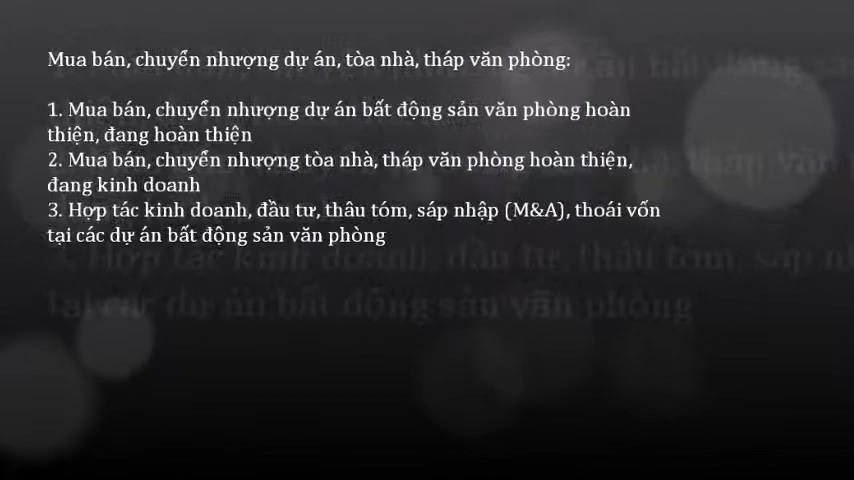 Mua bán, chuyển nhượng dự án, tòa nhà, tháp văn phòng:
1. Mua bán, chuyển nhượng dự án bất động sản văn phòng hoàn
thiện, đang hoàn thiện
2. Mua bán, chuyển nhượng tòa nhà, tháp văn phòng hoàn thiện,
đang kinh doanh
3. Hợp tác kinh doanh, đầu tư, thâu tóm, sáp nhập (M&A), thoái vốn
tại các dự án bất động sản văn phòng